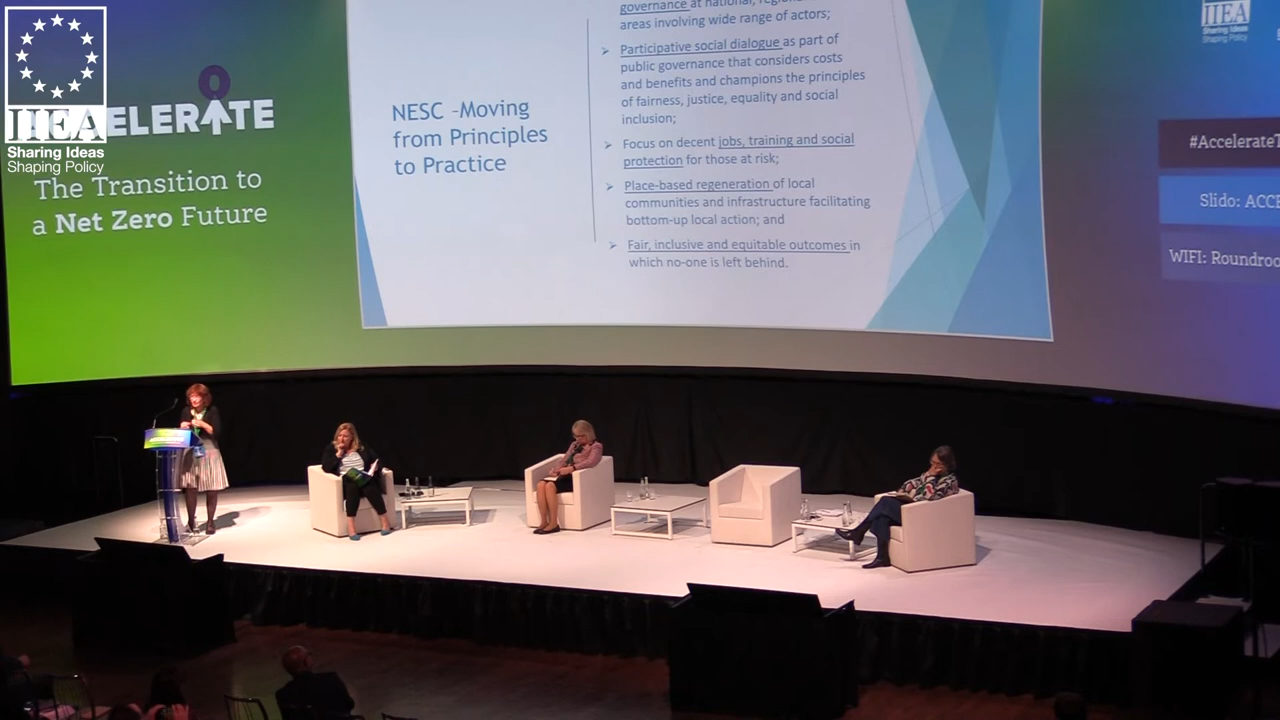 IIEA
Sharing Ideas
Shaping Policy
ELERATE
The Transition to
a Net Zero Future
NESC -Moving
from Principles
to Practice
governance at national,
areas involving wide range of actors;
Participative social dialogue as part of
public governance that considers costs
and benefits and champions the principles
of fairness, justice, equality and social
inclusion;
Focus on decent jobs, training and social
protection for those at risk;
Place-based regeneration of local
communities and infrastructure facilitating
bottom-up local action; and
Fair, inclusive and equitable outcomes in
which no-one is left behind.
IIEA
Sharing Ideas
Shaping Policy
#AccelerateT
Slido: ACCE
WIFI: Roundroo